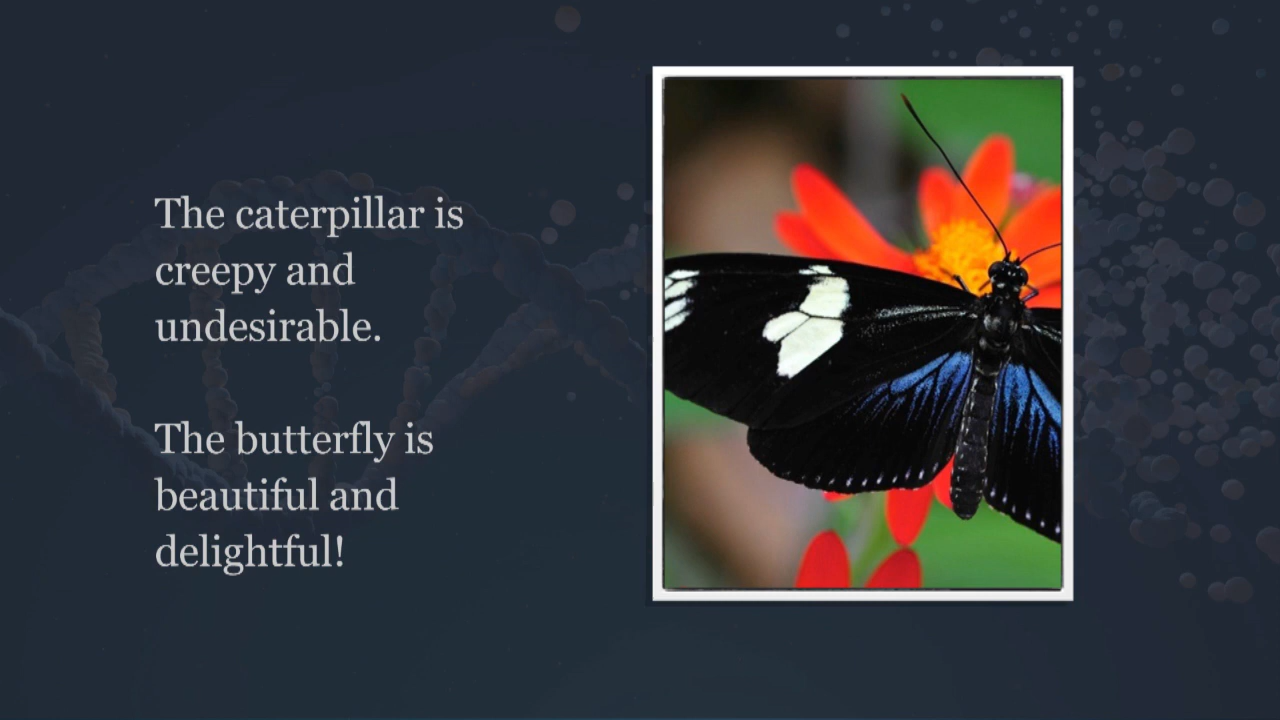 The caterpillar is
creepy and
undesirable.
The butterfly is
beautiful and
delightful!